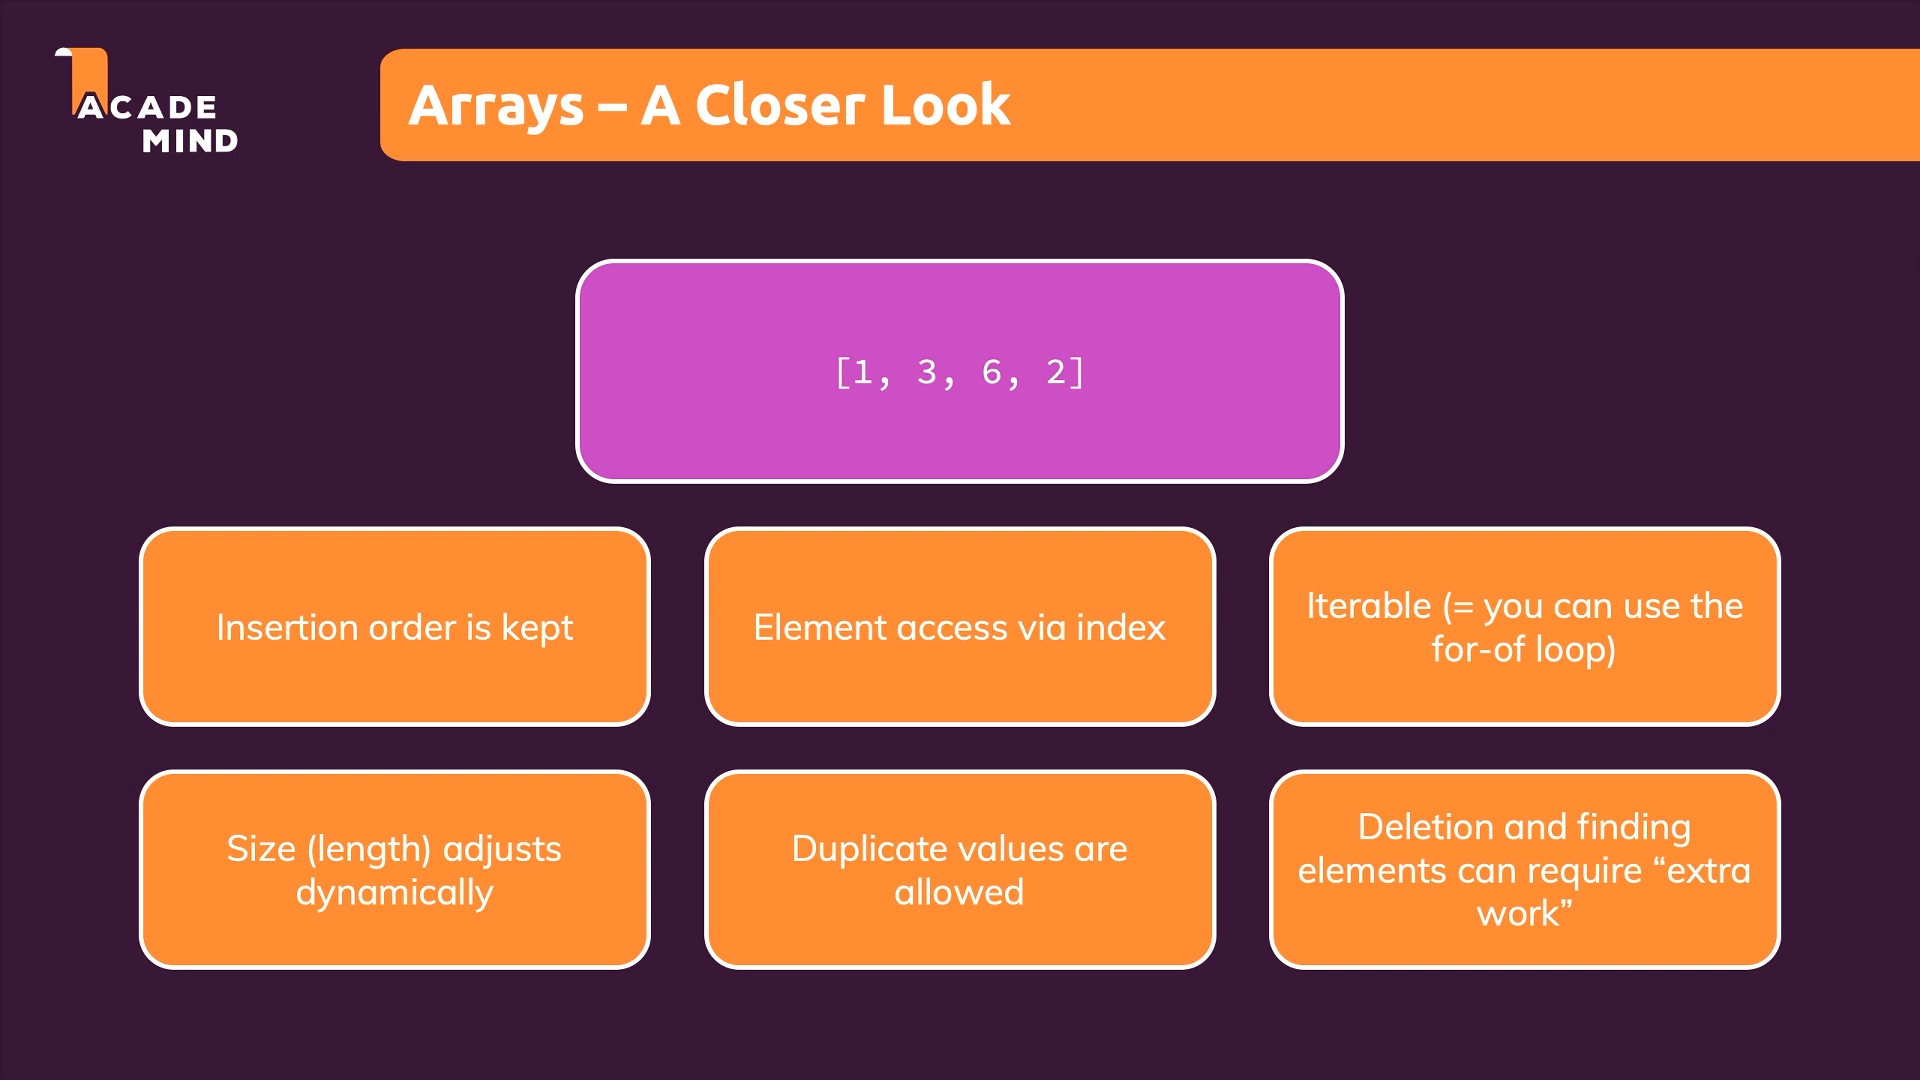 ACADE
MIND
Arrays – A Closer Look
[1, 3, 6, 2]
Insertion order is kept
Element access via index
Iterable (= you can use the
for-of loop)
Size (length) adjusts
dynamically
Duplicate values are
allowed
Deletion and finding
elements can require “extra
work”